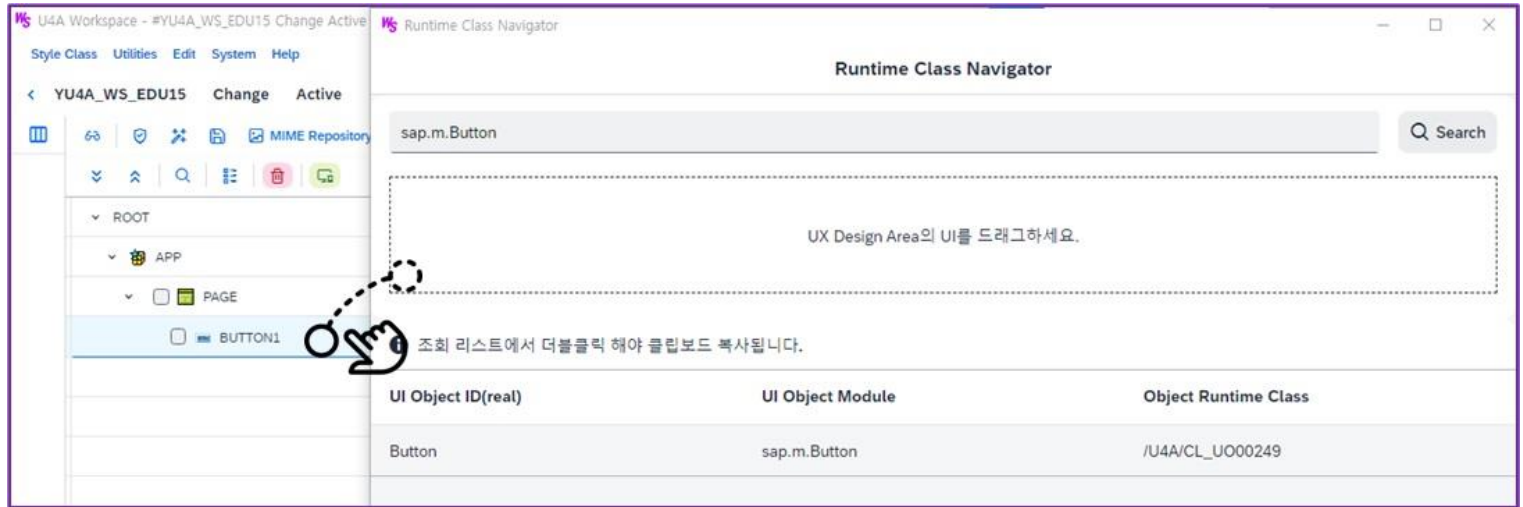 WS U4A Workspace - #YU4A_WS_EDU15 Change Active
Style Class Utilities Edit System Help
YU4A_WS_EDU15 Change Active
MIME Repository
ROOT
APP
PAGE
BUTTON1
WS Runtime Class Navigator
Runtime Class Navigator
sap.m.Button Search
UX Design Area의 UI를 드래그하세요.
조회 리스트에서 더블클릭 해야 클립보드 복사됩니다.
UI Object ID(real) UI Object Module Object Runtime Class
Button sap.m.Button /U4A/CL_UO00249